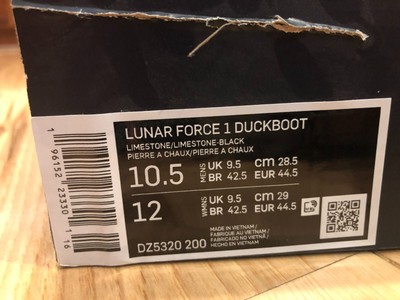 LUNAR FORCE 1 DUCKBOOT
LIMESTONE/LIMESTONE-BLACK
PIERRE A CHAUX/PIERRE A CHAUX
10.5 MENS UK 9.5 cm 28.5
BR 42.5 EUR 44.5
12 WMNS UK 9.5 cm 29
BR 42.5 EUR 44.5
MADE IN VIETNAM /
FABRIQUE AU VIETNAM /
FABRICADO NO VIETNÃ /
HECHO EN VIETNAM
DZ5320 200
1 96152 23330 1 16